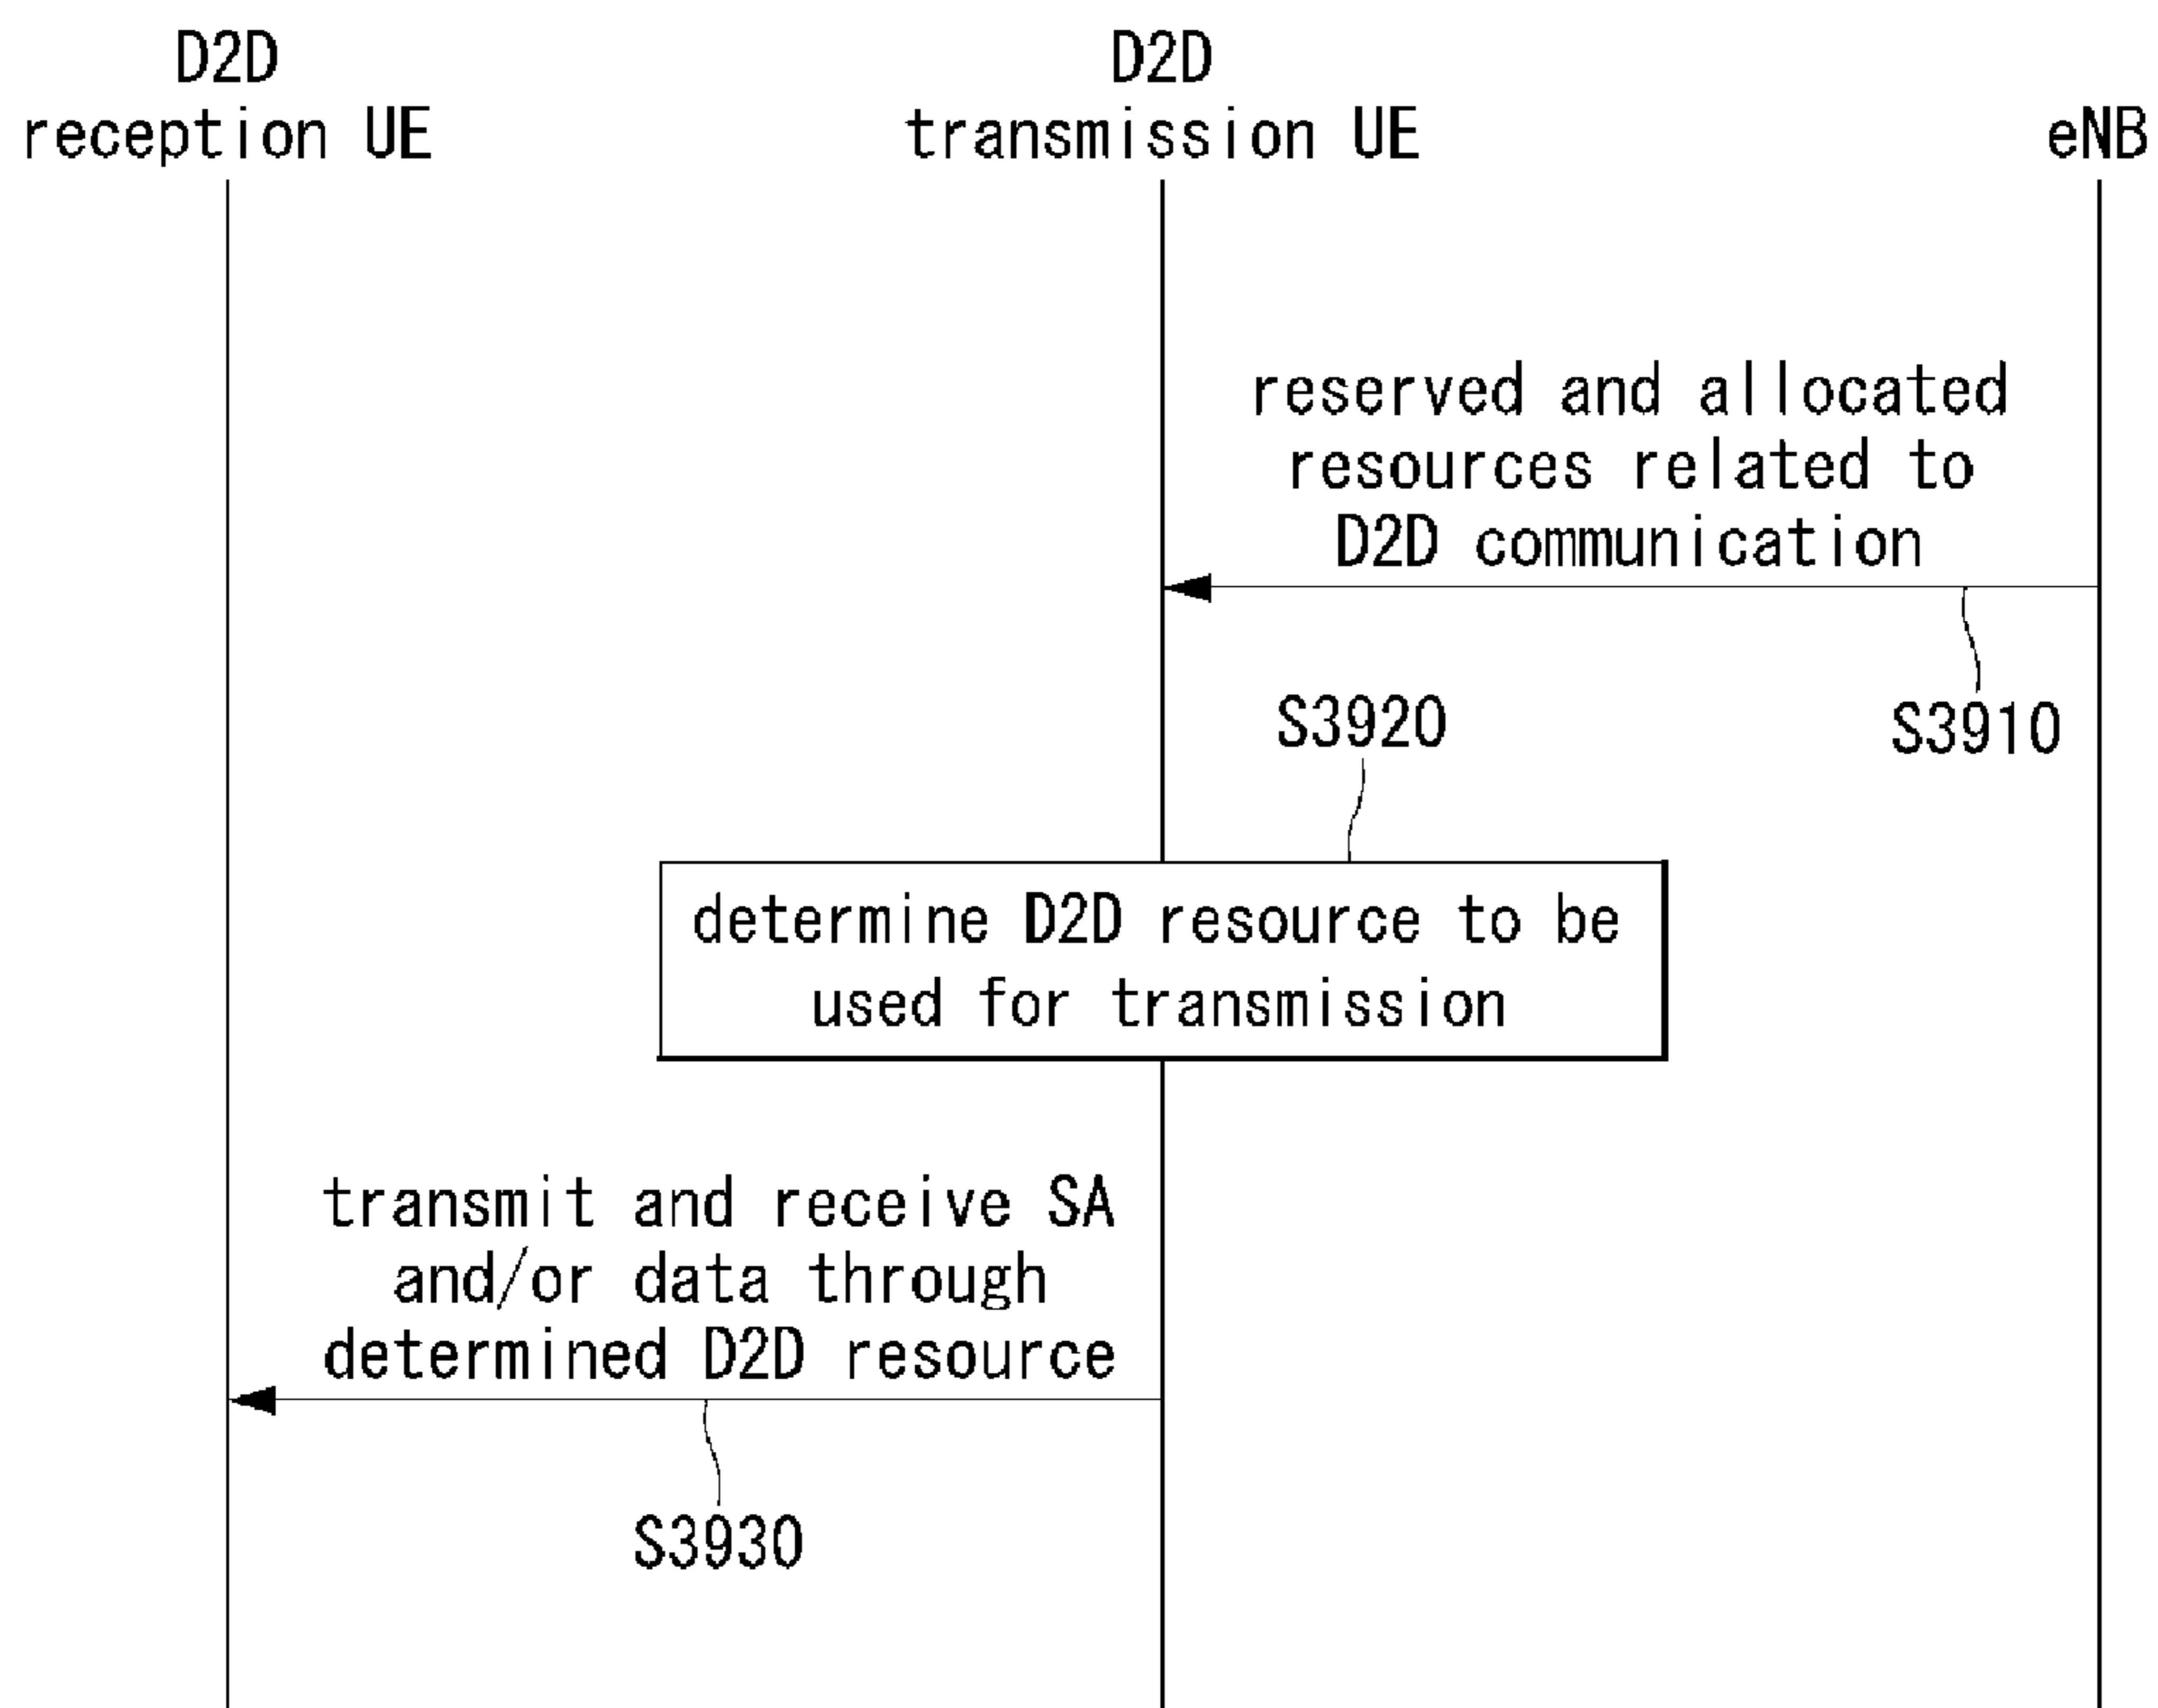 D2D
reception UE
D2D
transmission UE
eNB
reserved and allocated
resources related to
D2D communication
S3910
S3920
determine D2D resource to be
used for transmission
transmit and receive SA
and/or data through
determined D2D resource
S3930